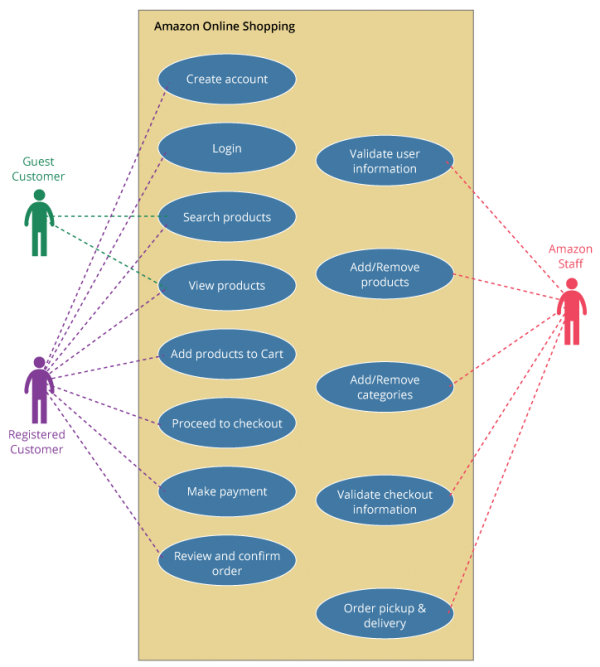 Amazon Online Shopping
Create account
Login
Search products
View products
Add products to Cart
Proceed to checkout
Make payment
Review and confirm
order
Validate user
information
Add/Remove
products
Add/Remove
categories
Validate checkout
information
Order pickup &
delivery
Guest
Customer
Registered
Customer
Amazon
Staff